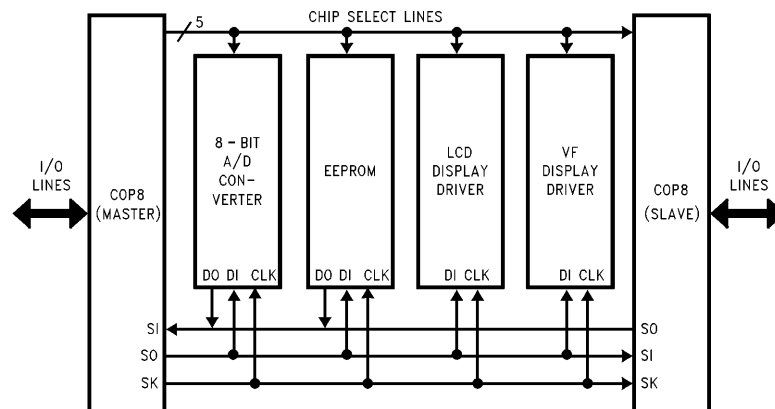 5
CHIP SELECT LINES
I/O
LINES
COP8
(MASTER)
8 - BIT
A/D
CON-
VERTER
EEPROM
LCD
DISPLAY
DRIVER
VF
DISPLAY
DRIVER
COP8
(SLAVE)
I/O
LINES
DO DI CLK
DO DI CLK
DI CLK
DI CLK
SI
SO
SO
SI
SK
SK